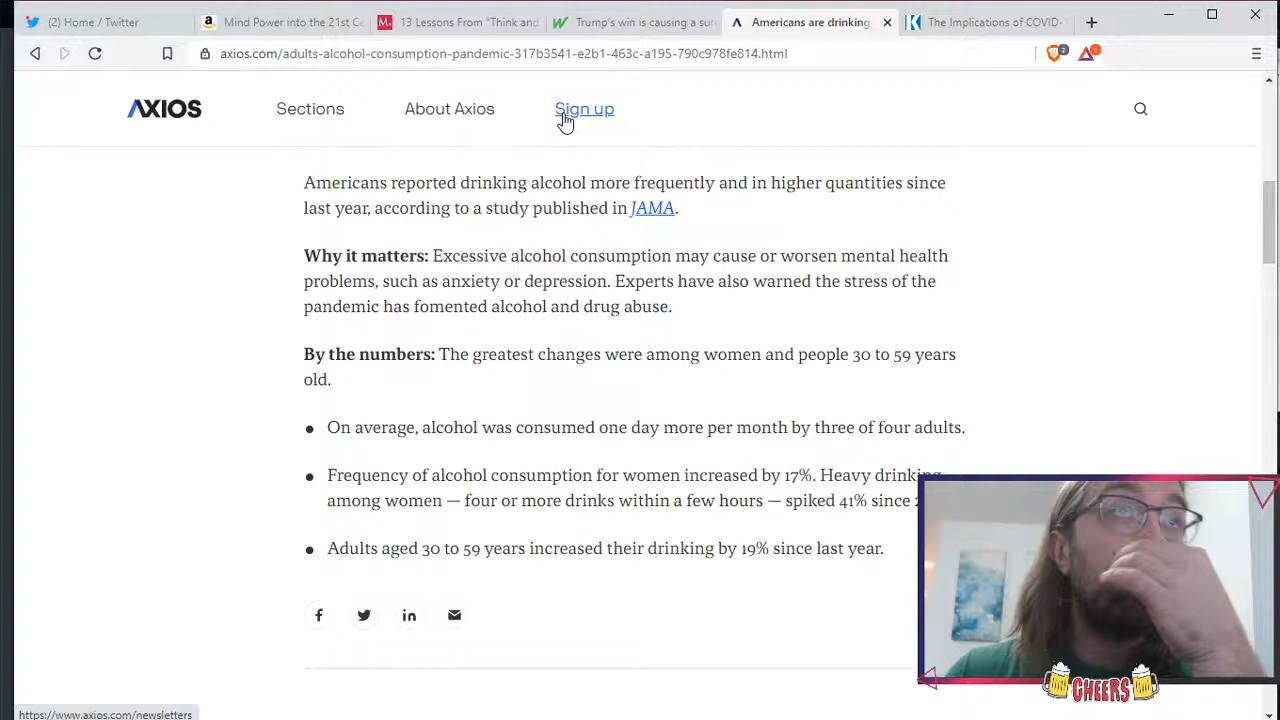 (2) Home / Twitter
Mind Power into the 21st Ce
13 Lessons From "Think and
Trump's win is causing a sur
Americans are drinking
The Implications of COVID-
axios.com/adults-alcohol-consumption-pandemic-317b3541-e2b1-463c-a195-790c978fe814.html
2
1
AXIOS
Sections
About Axios
Sign up
Americans reported drinking alcohol more frequently and in higher quantities since
last year, according to a study published in JAMA.
Why it matters: Excessive alcohol consumption may cause or worsen mental health
problems, such as anxiety or depression. Experts have also warned the stress of the
pandemic has fomented alcohol and drug abuse.
By the numbers: The greatest changes were among women and people 30 to 59 years
old.
On average, alcohol was consumed one day more per month by three of four adults.
Frequency of alcohol consumption for women increased by 17%. Heavy drinking
among women — four or more drinks within a few hours — spiked 41% since
Adults aged 30 to 59 years increased their drinking by 19% since last year.
CHEERS
https://www.axios.com/newsletters